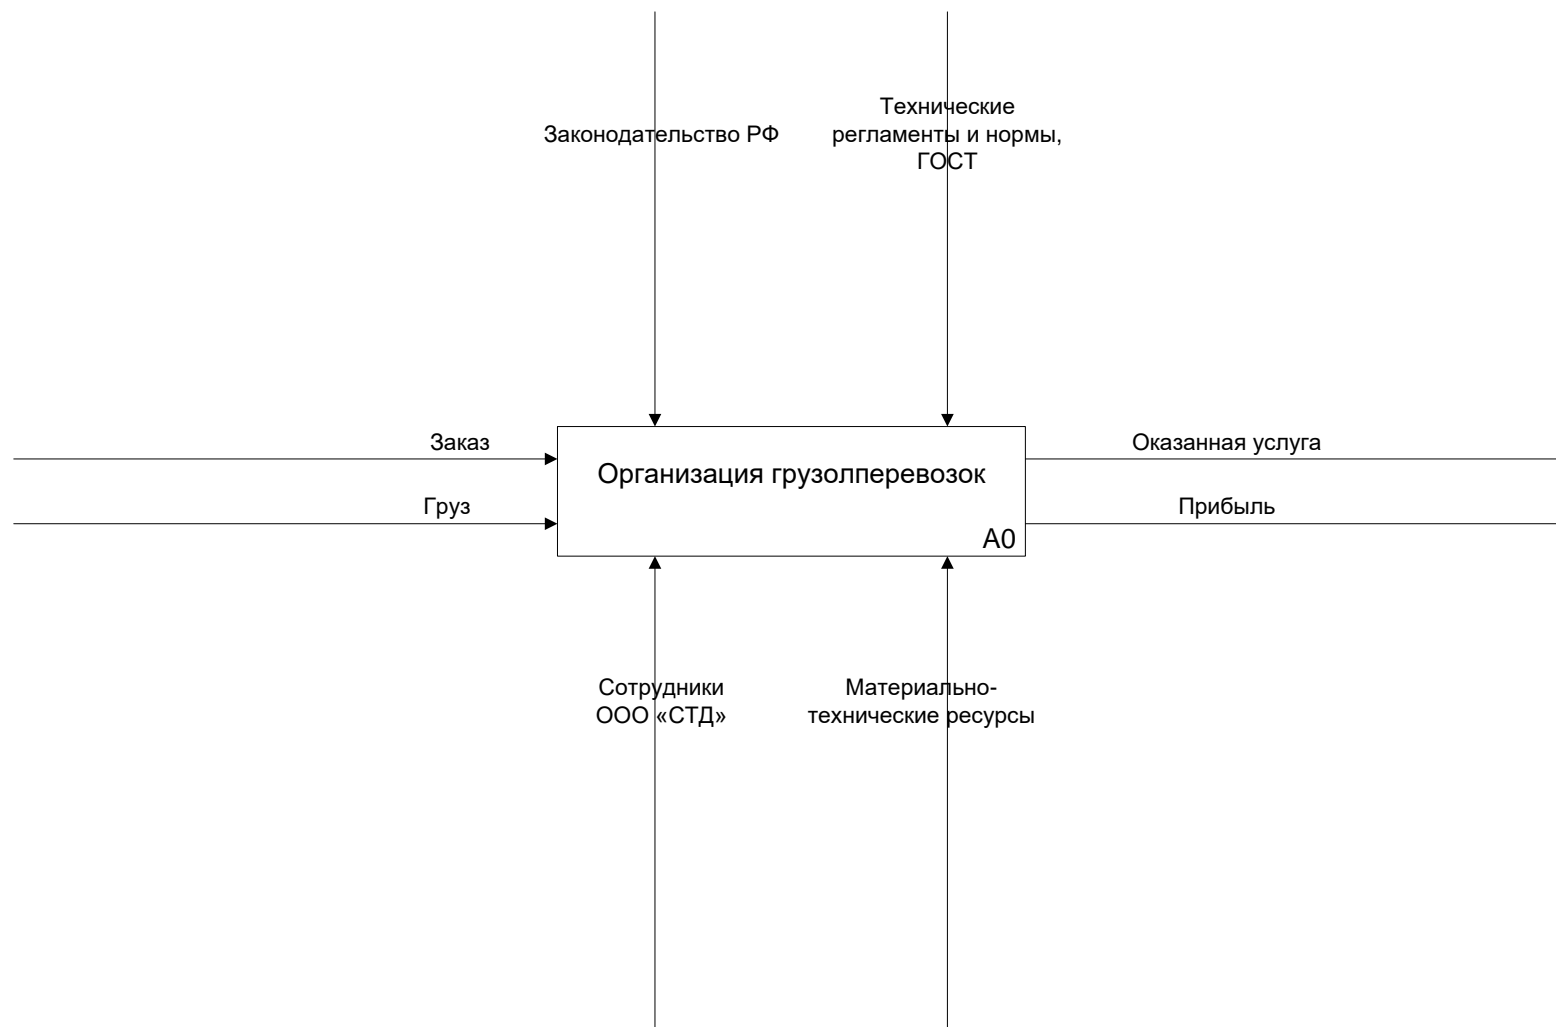 Законодательство РФ
Технические
регламенты и нормы,
ГОСТ
Заказ
Груз
Организация грузолперевозок
А0
Оказанная услуга
Прибыль
Сотрудники
ООО «СТД»
Материально-
технические ресурсы